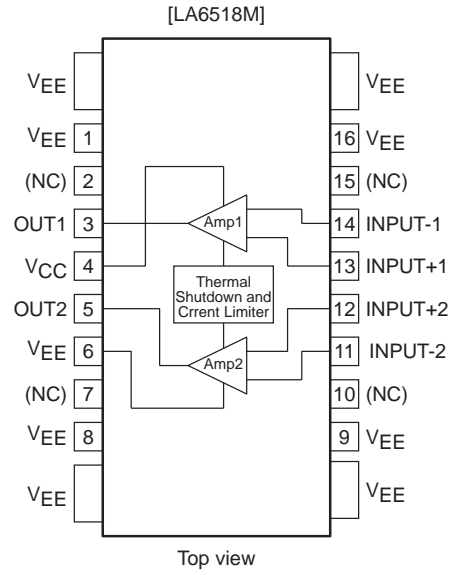 [LA6518M]
VEE VEE
VEE 1 16 VEE
(NC) 2 15 (NC)
OUT1 3 Amp1 14 INPUT-1
VCC 4 13 INPUT+1
Thermal
Shutdown and
Crrent Limiter
OUT2 5 12 INPUT+2
VEE 6 Amp2 11 INPUT-2
(NC) 7 10 (NC)
VEE 8 9 VEE
VEE VEE
Top view